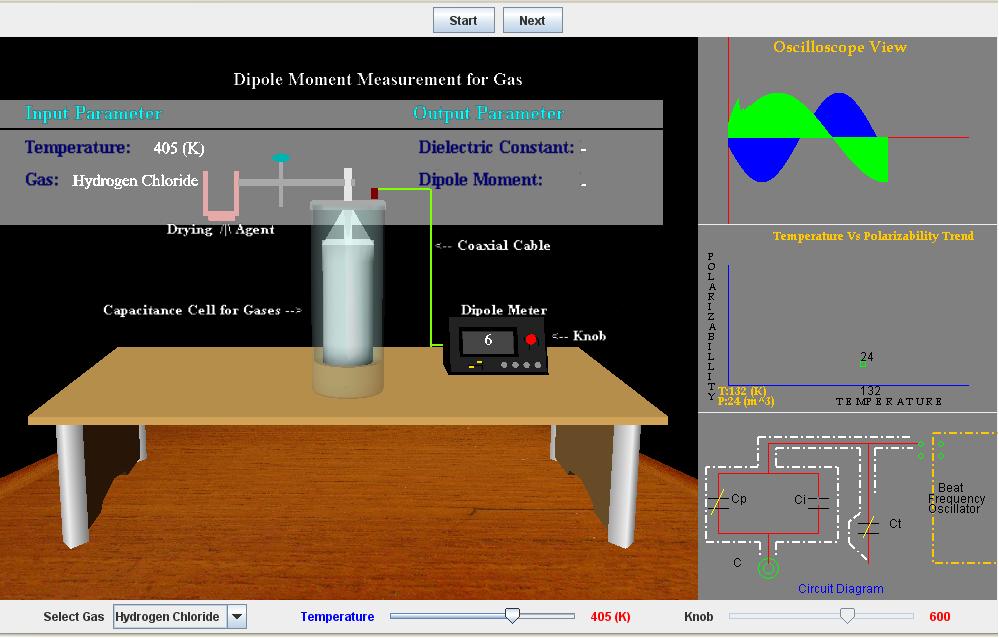 Start Next
Dipole Moment Measurement for Gas
Input Parameter Output Parameter
Temperature: 405 (K) Dielectric Constant: -
Gas: Hydrogen Chloride Dipole Moment: -
Drying /|\ Agent
<-- Coaxial Cable
Capacitance Cell for Gases -->
Dipole Meter
6
<-- Knob
Oscilloscope View
Temperature Vs Polarizability Trend
POLARIZABILLITY
24
132
T:132 (K)
P:24 (m^3)
TEMPERATURE
Cp Ci
Ct
C
Beat
Frequency
Oscillator
Circuit Diagram
Select Gas Hydrogen Chloride Temperature 405 (K) Knob 600